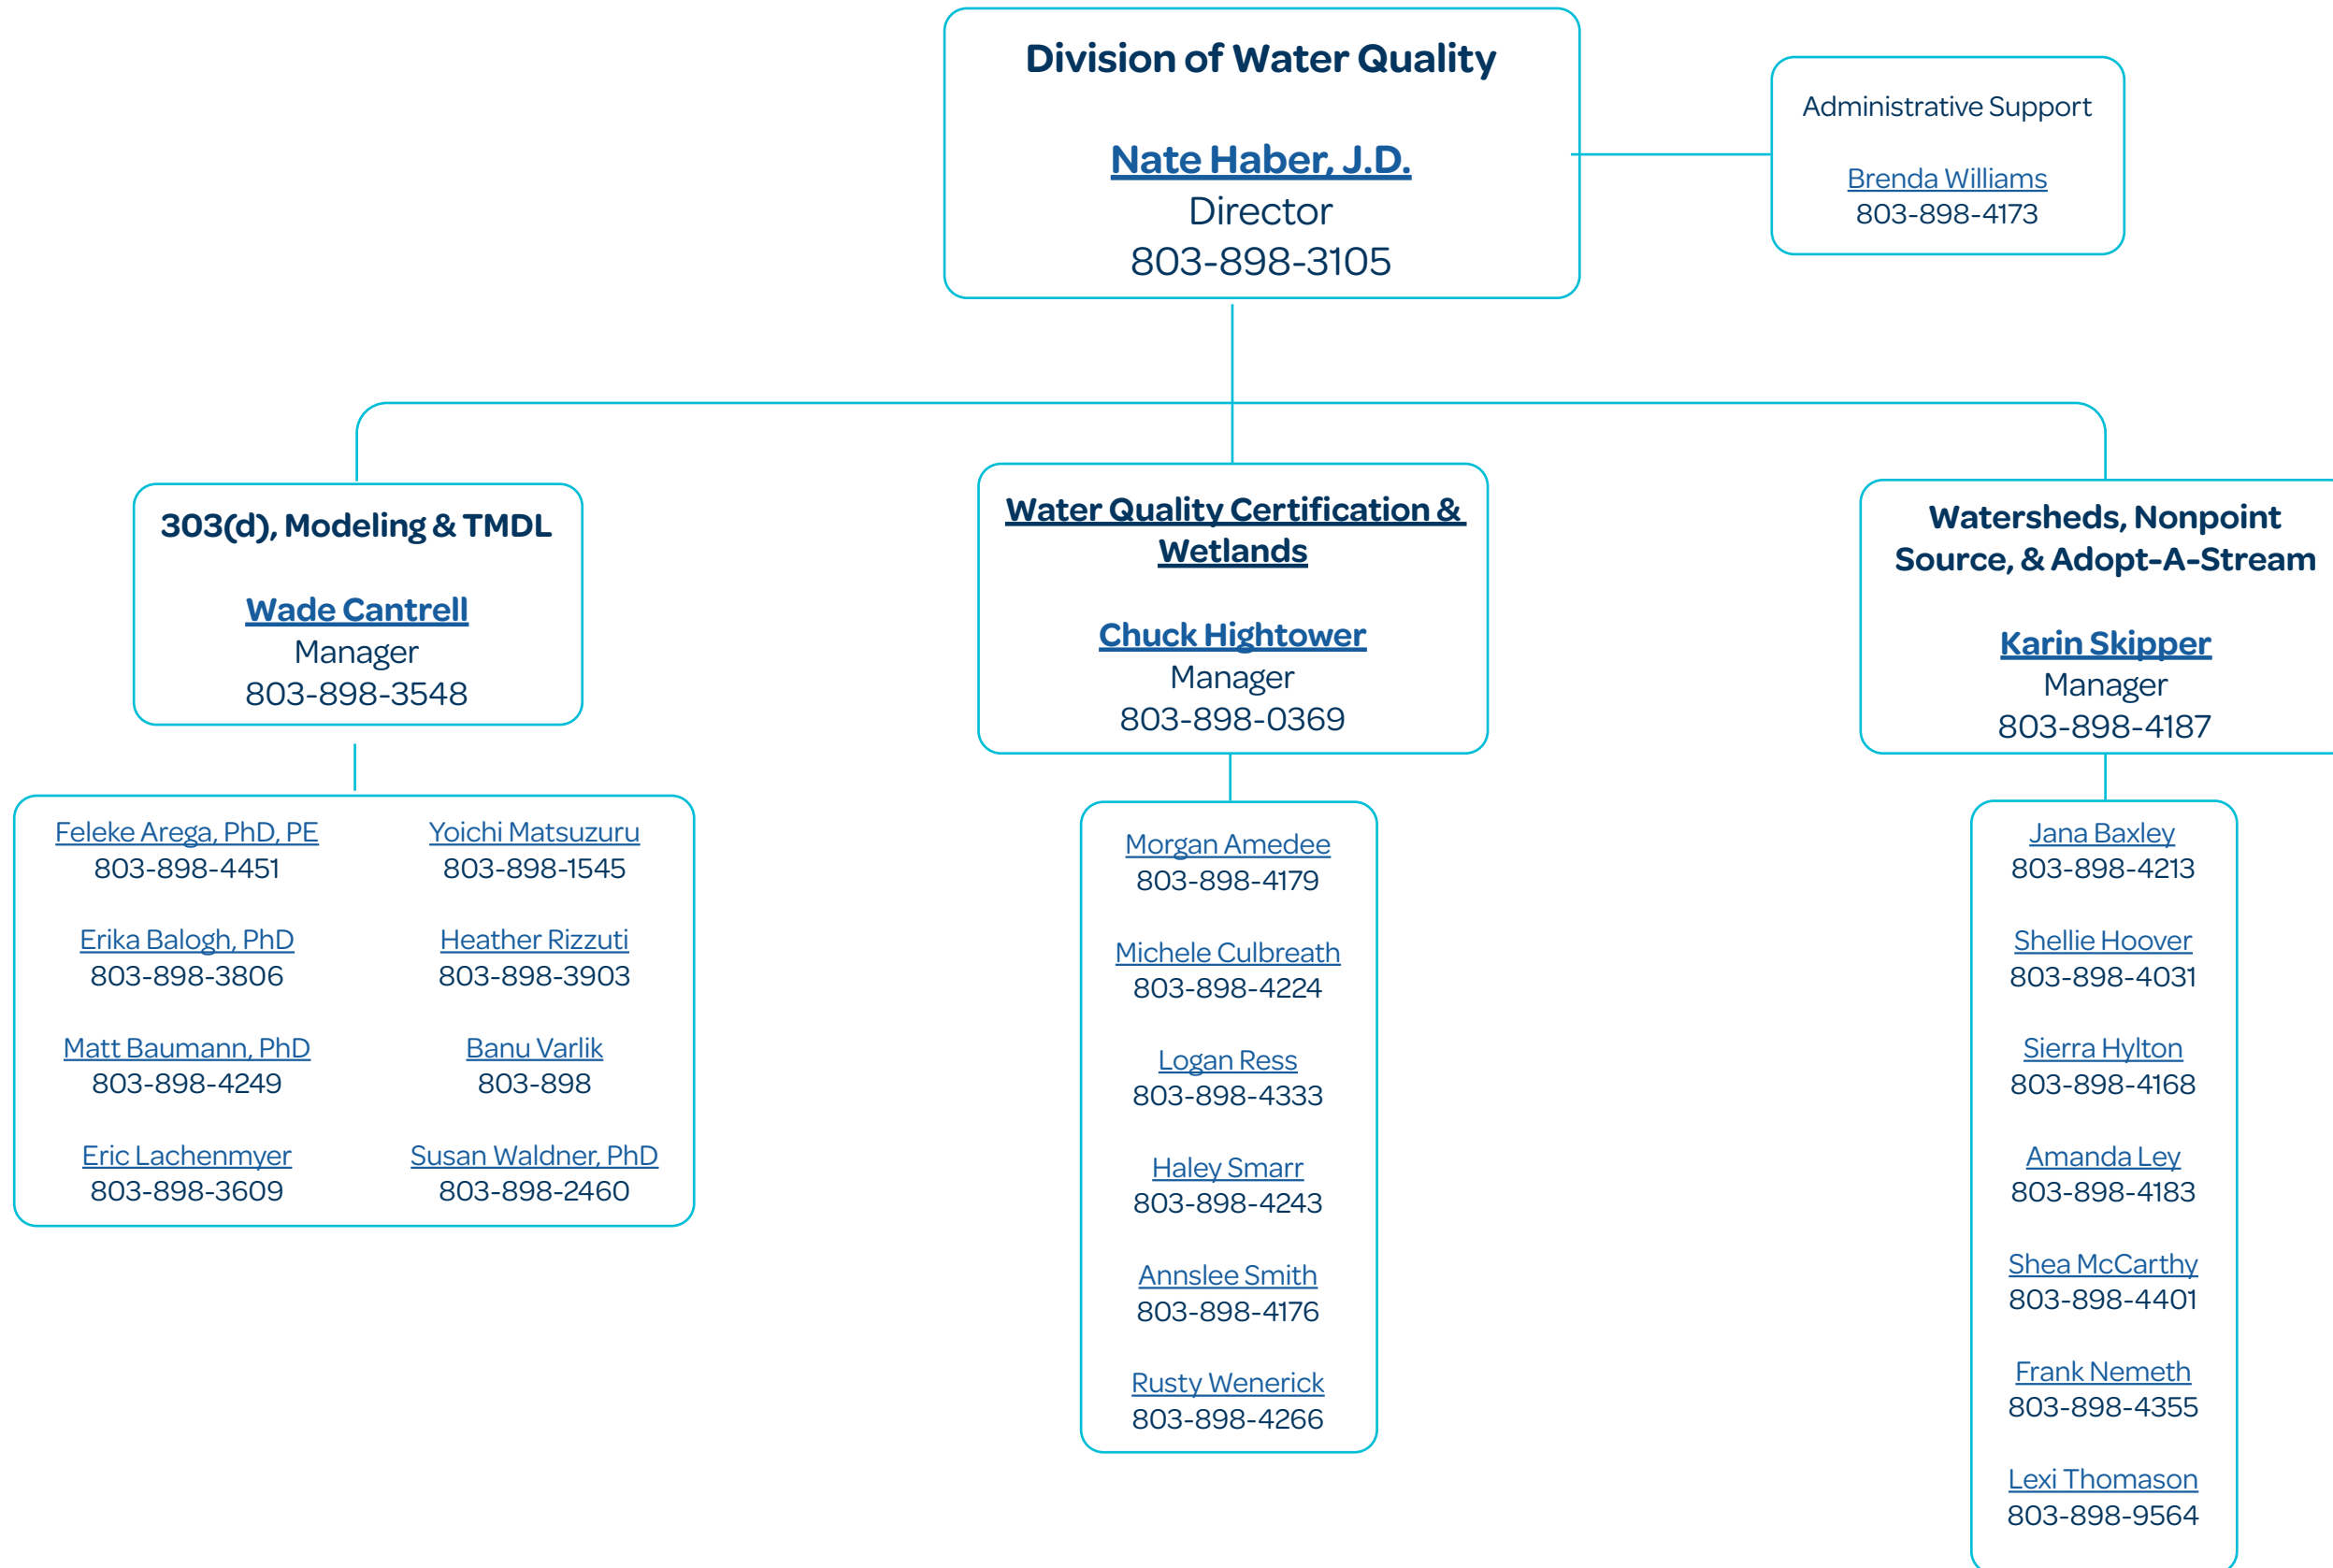 Division of Water Quality
Nate Haber, J.D.
Director
803-898-3105
Administrative Support
Brenda Williams
803-898-4173
303(d), Modeling & TMDL
Wade Cantrell
Manager
803-898-3548
Feleke Arega, PhD, PE
803-898-4451
Erika Balogh, PhD
803-898-3806
Matt Baumann, PhD
803-898-4249
Eric Lachenmyer
803-898-3609
Yoichi Matsuzuru
803-898-1545
Heather Rizzuti
803-898-3903
Banu Varlik
803-898
Susan Waldner, PhD
803-898-2460
Water Quality Certification &
Wetlands
Chuck Hightower
Manager
803-898-0369
Morgan Amedee
803-898-4179
Michele Culbreath
803-898-4224
Logan Ress
803-898-4333
Haley Smarr
803-898-4243
Annslee Smith
803-898-4176
Rusty Wenerick
803-898-4266
Watersheds, Nonpoint
Source, & Adopt-A-Stream
Karin Skipper
Manager
803-898-4187
Jana Baxley
803-898-4213
Shellie Hoover
803-898-4031
Sierra Hylton
803-898-4168
Amanda Ley
803-898-4183
Shea McCarthy
803-898-4401
Frank Nemeth
803-898-4355
Lexi Thomason
803-898-9564